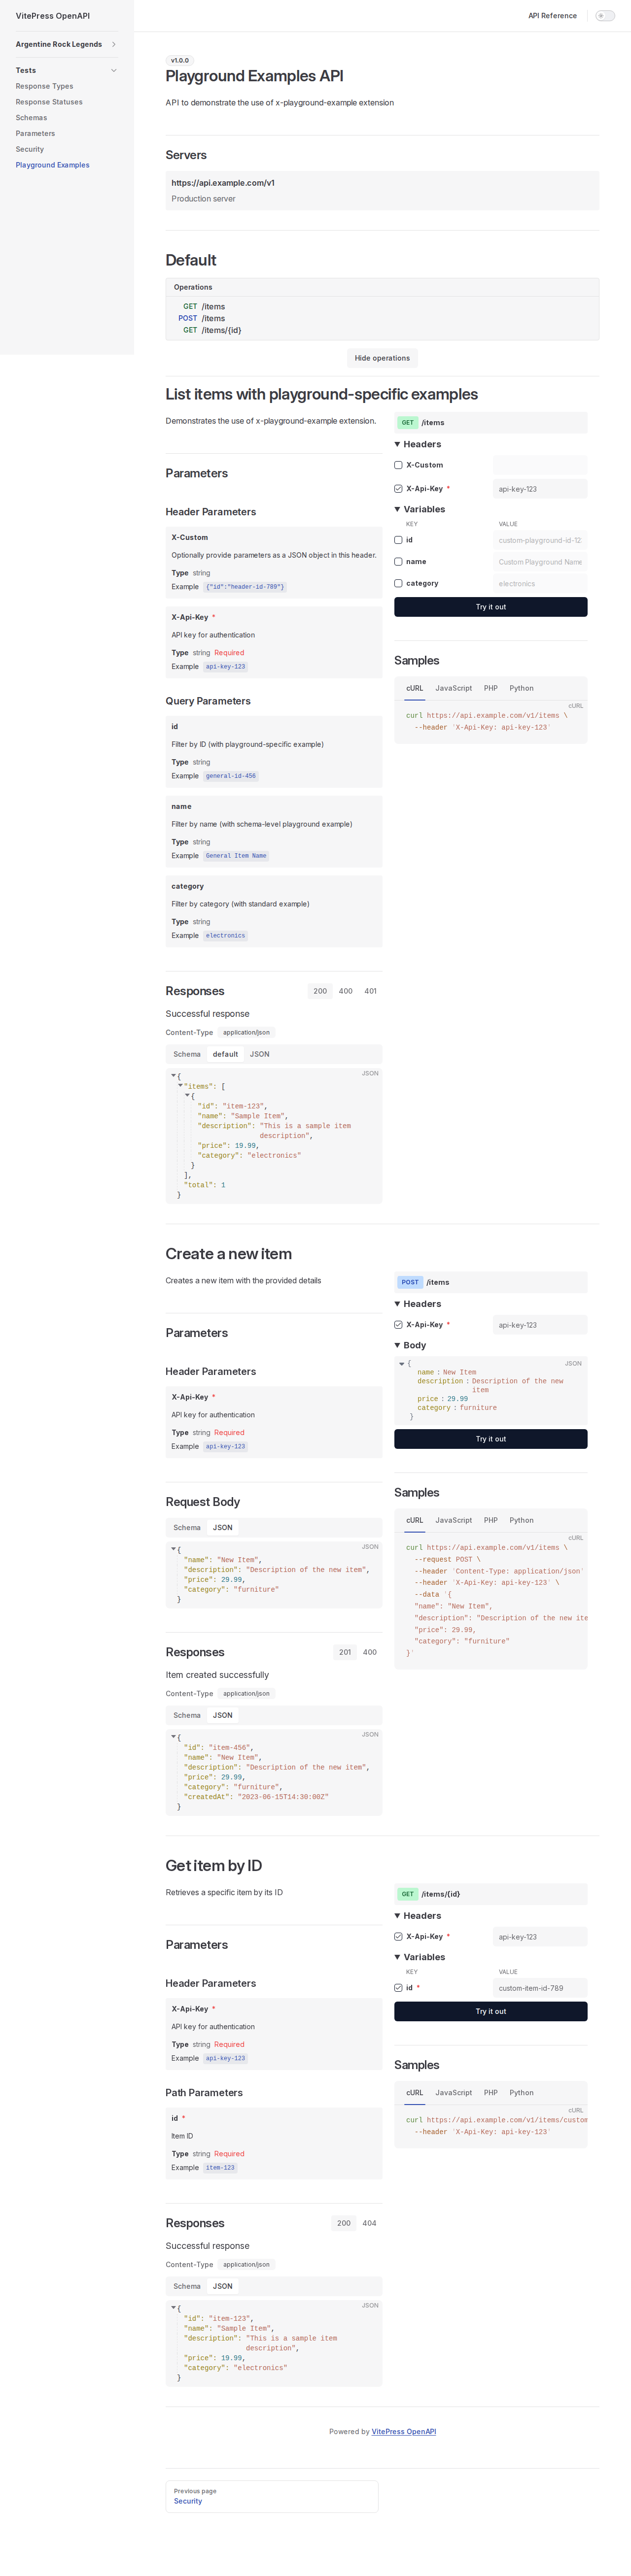 VitePress OpenAPI
API Reference
Argentine Rock Legends
Tests
Response Types
Response Statuses
Schemas
Parameters
Security
Playground Examples
v1.0.0
Playground Examples API
API to demonstrate the use of x-playground-example extension
Servers
https://api.example.com/v1
Production server
Default
Operations
GET /items
POST /items
GET /items/{id}
Hide operations
List items with playground-specific examples
Demonstrates the use of x-playground-example extension.
Parameters
Header Parameters
X-Custom
Optionally provide parameters as a JSON object in this header.
Type string
Example {"id":"header-id-789"}
X-Api-Key *
API key for authentication
Type string Required
Example api-key-123
Query Parameters
id
Filter by ID (with playground-specific example)
Type string
Example general-id-456
name
Filter by name (with schema-level playground example)
Type string
Example General Item Name
category
Filter by category (with standard example)
Type string
Example electronics
Responses
200 400 401
Successful response
Content-Type application/json
Schema default JSON
JSON
{
"items": [
{
"id": "item-123",
"name": "Sample Item",
"description": "This is a sample item
description",
"price": 19.99,
"category": "electronics"
}
],
"total": 1
}
GET /items
Headers
X-Custom
X-Api-Key * api-key-123
Variables
KEY VALUE
id custom-playground-id-12
name Custom Playground Name
category electronics
Try it out
Samples
cURL JavaScript PHP Python
cURL
curl https://api.example.com/v1/items \
--header 'X-Api-Key: api-key-123'
Create a new item
Creates a new item with the provided details
Parameters
Header Parameters
X-Api-Key *
API key for authentication
Type string Required
Example api-key-123
Request Body
Schema JSON
JSON
{
"name": "New Item",
"description": "Description of the new item",
"price": 29.99,
"category": "furniture"
}
Responses
201 400
Item created successfully
Content-Type application/json
Schema JSON
JSON
{
"id": "item-456",
"name": "New Item",
"description": "Description of the new item",
"price": 29.99,
"category": "furniture",
"createdAt": "2023-06-15T14:30:00Z"
}
POST /items
Headers
X-Api-Key * api-key-123
Body
JSON
{
name : New Item
description : Description of the new
item
price : 29.99
category : furniture
}
Try it out
Samples
cURL JavaScript PHP Python
cURL
curl https://api.example.com/v1/items \
--request POST \
--header 'Content-Type: application/json'
--header 'X-Api-Key: api-key-123' \
--data '{
"name": "New Item",
"description": "Description of the new ite
"price": 29.99,
"category": "furniture"
}'
Get item by ID
Retrieves a specific item by its ID
Parameters
Header Parameters
X-Api-Key *
API key for authentication
Type string Required
Example api-key-123
Path Parameters
id *
Item ID
Type string Required
Example item-123
Responses
200 404
Successful response
Content-Type application/json
Schema JSON
JSON
{
"id": "item-123",
"name": "Sample Item",
"description": "This is a sample item
description",
"price": 19.99,
"category": "electronics"
}
GET /items/{id}
Headers
X-Api-Key * api-key-123
Variables
KEY VALUE
id * custom-item-id-789
Try it out
Samples
cURL JavaScript PHP Python
cURL
curl https://api.example.com/v1/items/custom
--header 'X-Api-Key: api-key-123'
Powered by VitePress OpenAPI
Previous page
Security